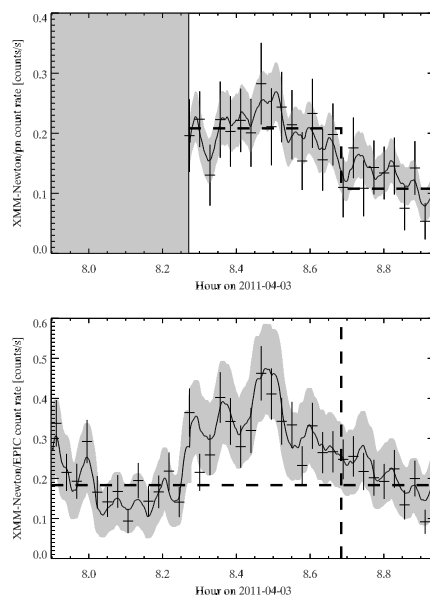 0.4
0.3
0.2
0.1
0.0
XMM-Newton/pn count rate [counts/s]
8.0 8.2 8.4 8.6 8.8
Hour on 2011-04-03
0.6
0.5
0.4
0.3
0.2
0.1
0.0
XMM-Newton/EPIC count rate [counts/s]
8.0 8.2 8.4 8.6 8.8
Hour on 2011-04-03